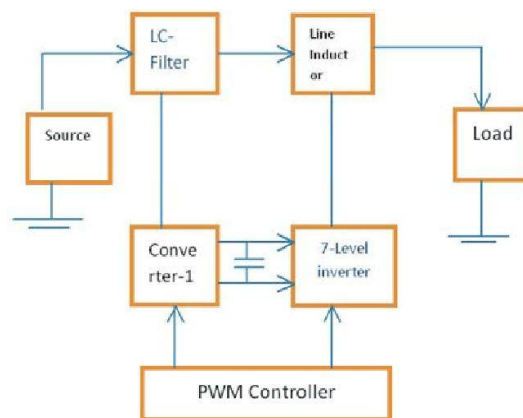 LC-
Filter
Line
Induct
or
Source
Load
Conve
rter-1
7-Level
inverter
PWM Controller